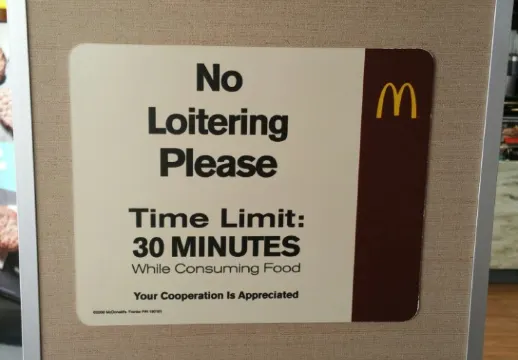 No
Loitering
Please
Time Limit:
30 MINUTES
While Consuming Food
Your Cooperation Is Appreciated